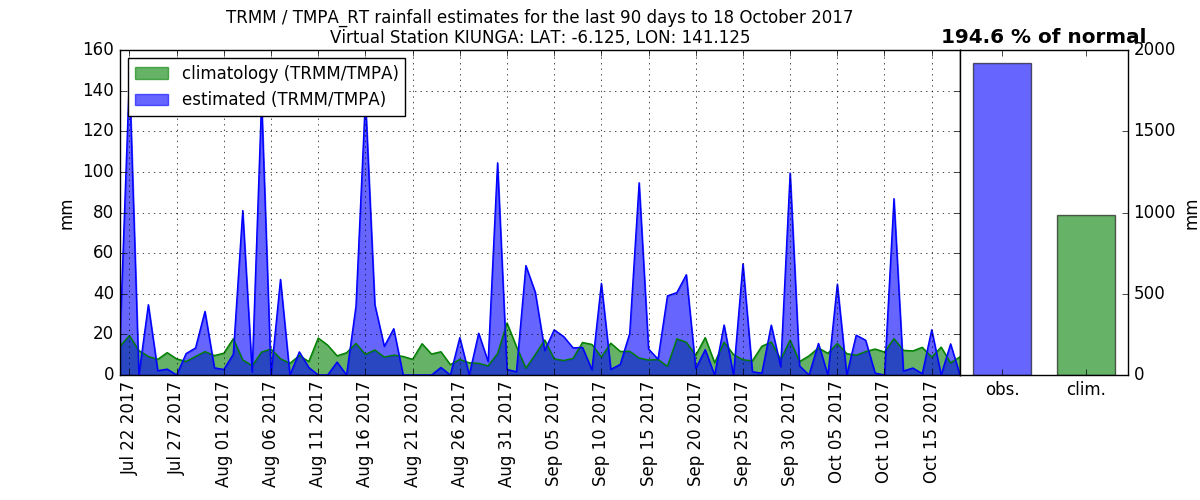 TRMM / TMPA_RT rainfall estimates for the last 90 days to 18 October 2017
Virtual Station KIUNGA: LAT: -6.125, LON: 141.125
194.6 % of normal
climatology (TRMM/TMPA)
estimated (TRMM/TMPA)
160
140
120
100
80
60
40
20
0
mm
Jul 22 2017
Jul 27 2017
Aug 01 2017
Aug 06 2017
Aug 11 2017
Aug 16 2017
Aug 21 2017
Aug 26 2017
Aug 31 2017
Sep 05 2017
Sep 10 2017
Sep 15 2017
Sep 20 2017
Sep 25 2017
Sep 30 2017
Oct 05 2017
Oct 10 2017
Oct 15 2017
obs.
clim.
2000
1500
1000
500
0
mm